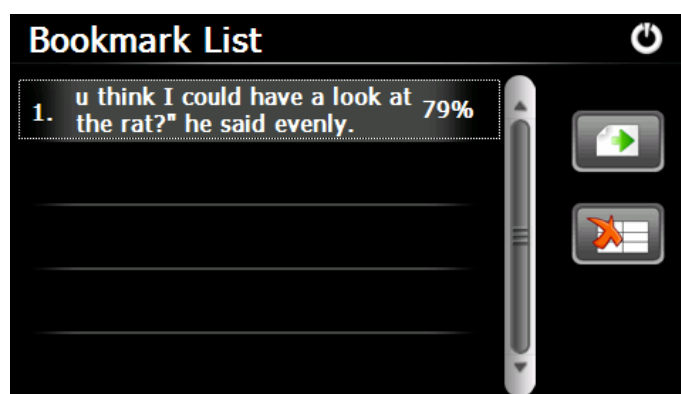 Bookmark List
1. u think I could have a look at 79%
the rat?" he said evenly.